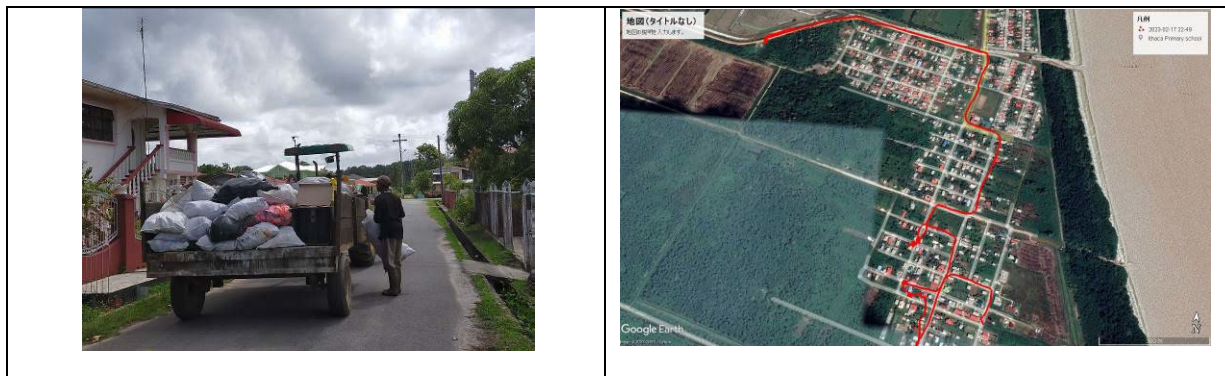 地図(タイトルなし)
地図の説明を入力します。
凡例
2023-02-17 22:48
Ithaca Primary school
Google Earth
N